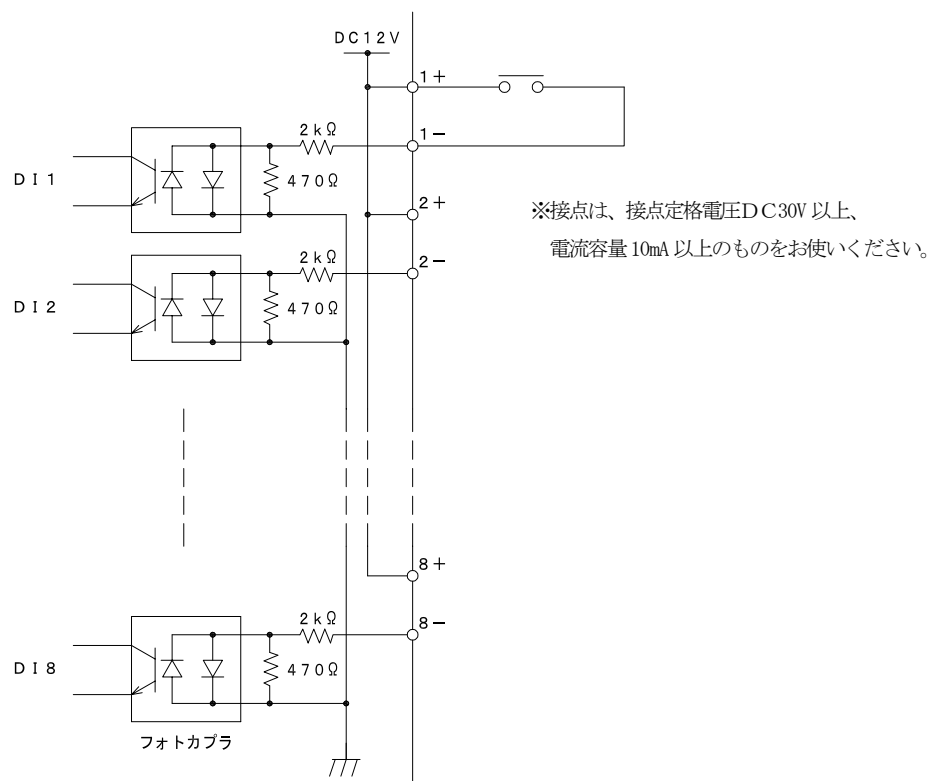 DC12V
1+
2kΩ
1-
DI1
470Ω
2+
※接点は、接点定格電圧DC30V以上、
2kΩ
2-
電流容量10mA以上のものをお使いください。
DI2
470Ω
8+
2kΩ
8-
DI8
470Ω
フォトカプラ